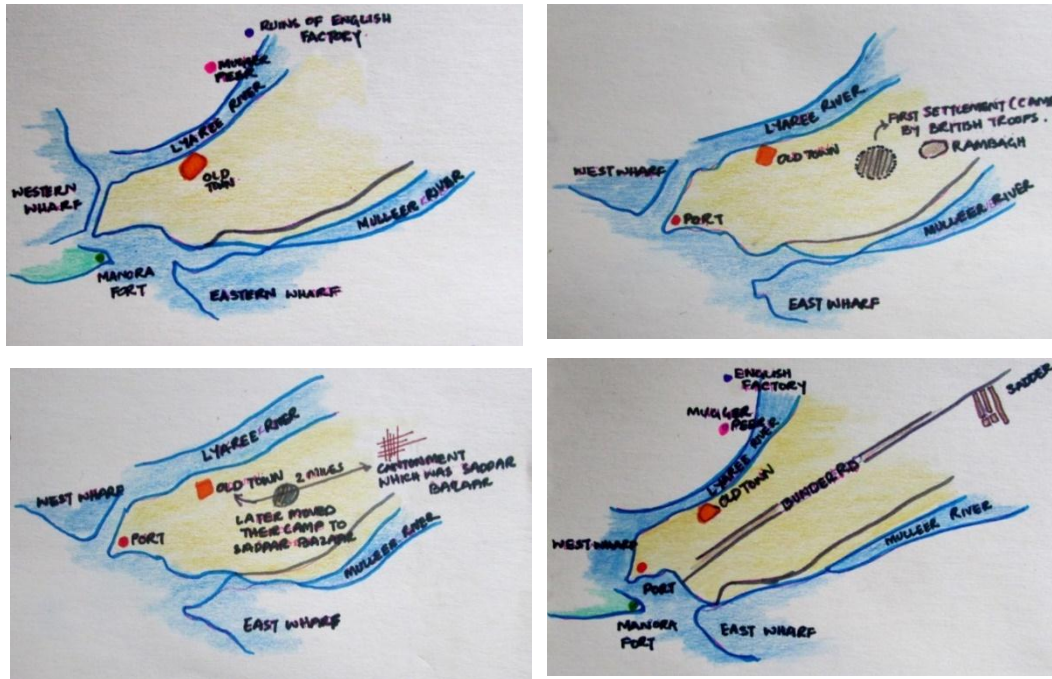 RUINS OF ENGLISH
FACTORY
MUGGER
PEER
LYAREE RIVER
OLD
TOWN
WESTERN
WHARF
MULLEER RIVER
MANORA
FORT
EASTERN WHARF
LYAREE RIVER
FIRST SETTLEMENT (CAM
BY BRITISH TROOPS.
OLD TOWN
RAMBAGH
WEST WHARF
PORT
MULLEER RIVER
EAST WHARF
LYAREE RIVER
CANTONMENT
WHICH WAS SADDAR
BAZAAR
OLD TOWN
2 MILES
WEST WHARF
LATER MOVED
THEIR CAMP TO
SADAAR BAZAAR
PORT
MULLEER RIVER
EAST WHARF
ENGLISH
FACTORY
SADDER
MUGGER
PEER
LYAREE RIVER
OLD TOWN
BUNDER RD
WEST WHARF
MULLEER RIVER
PORT
MANORA
FORT
EAST WHARF